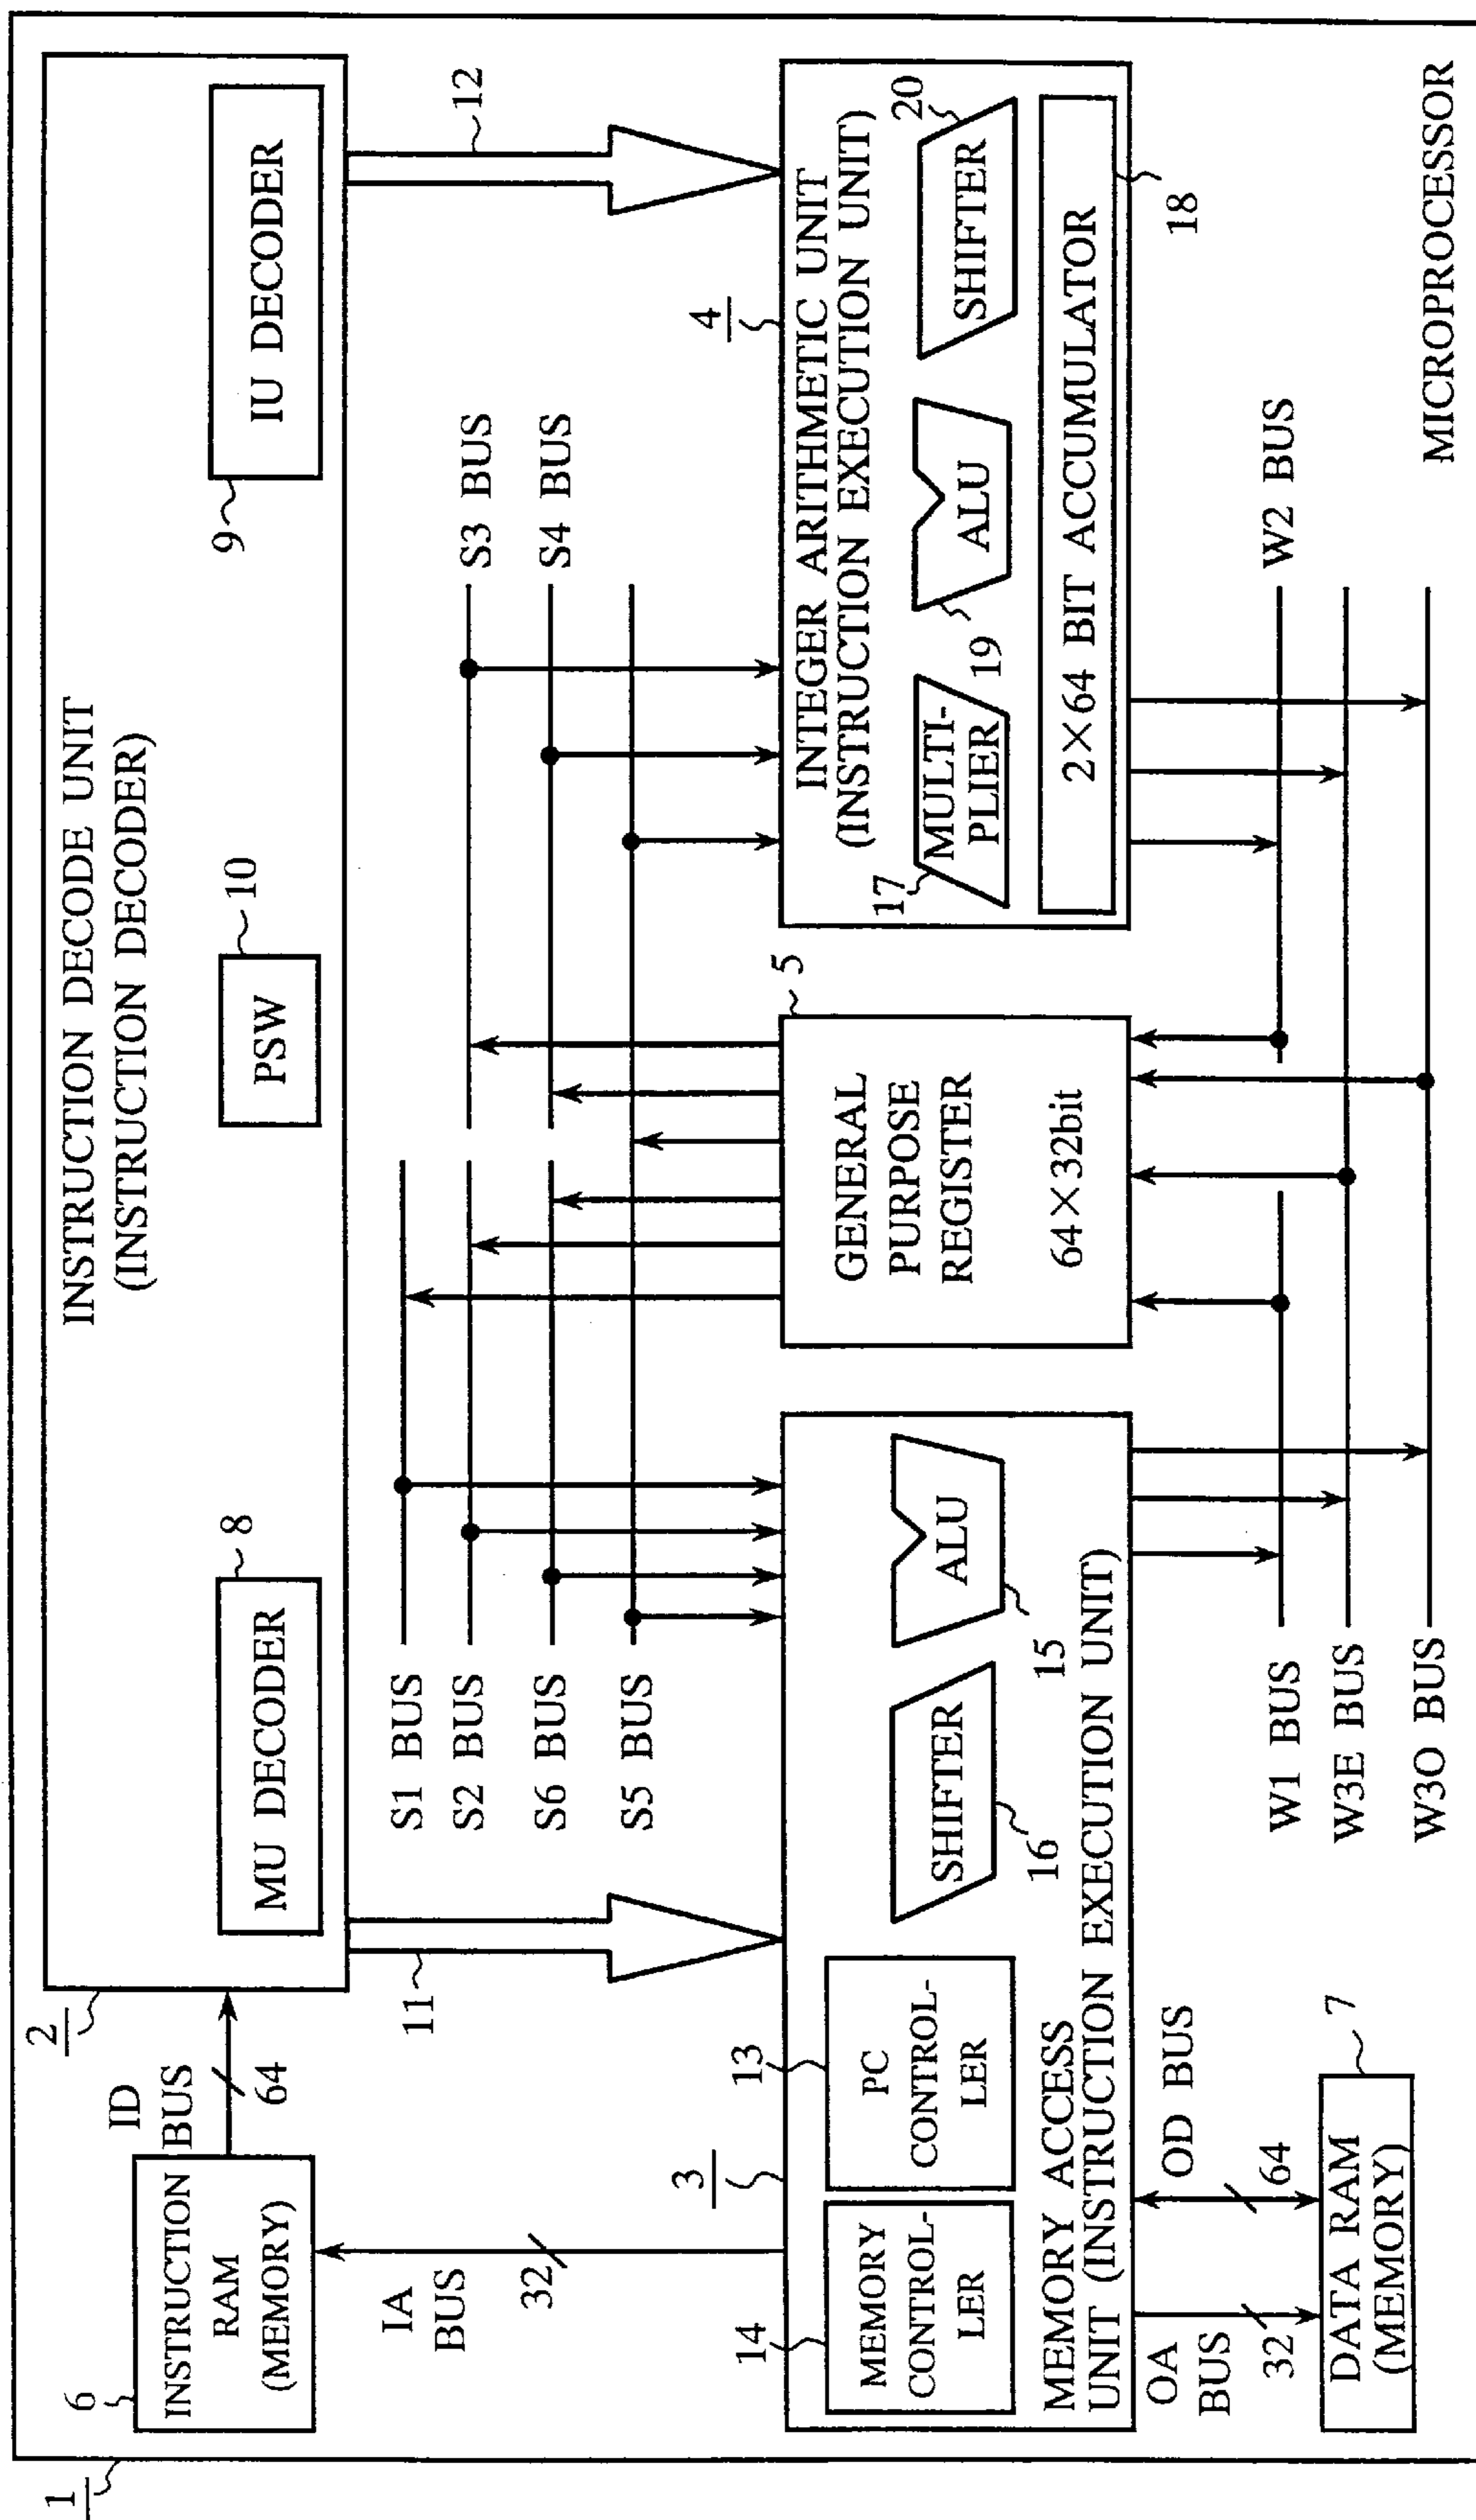 1
6
INSTRUCTION
RAM
(MEMORY)
ID
BUS
64
2
INSTRUCTION DECODE UNIT
(INSTRUCTION DECODER)
MU DECODER
8
PSW
10
9
IU DECODER
IA
BUS
32
11
12
S1 BUS
S2 BUS
S6 BUS
S5 BUS
S3 BUS
S4 BUS
3
14
MEMORY
CONTROL-
LER
13
PC
CONTROL-
LER
SHIFTER
16
ALU
15
MEMORY ACCESS
UNIT (INSTRUCTION EXECUTION UNIT)
5
GENERAL
PURPOSE
REGISTER
64×32bit
4
INTEGER ARITHMETIC UNIT
(INSTRUCTION EXECUTION UNIT)
17
MULTI-
PLIER
19
ALU
20
SHIFTER
2×64 BIT ACCUMULATOR
18
OA
BUS
32
OD BUS
64
7
DATA RAM
(MEMORY)
W1 BUS
W3E BUS
W3O BUS
W2 BUS
MICROPROCESSOR